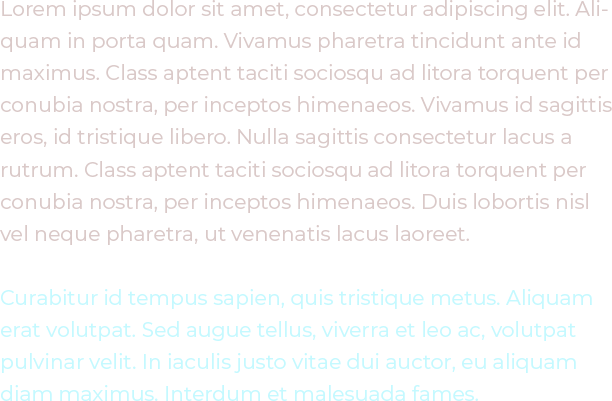 Lorem ipsum dolor sit amet, consectetur adipiscing elit. Ali-
quam in porta quam. Vivamus pharetra tincidunt ante id
maximus. Class aptent taciti sociosqu ad litora torquent per
conubia nostra, per inceptos himenaeos. Vivamus id sagittis
eros, id tristique libero. Nulla sagittis consectetur lacus a
rutrum. Class aptent taciti sociosqu ad litora torquent per
conubia nostra, per inceptos himenaeos. Duis lobortis nisl
vel neque pharetra, ut venenatis lacus laoreet.
Curabitur id tempus sapien, quis tristique metus. Aliquam
erat volutpat. Sed augue tellus, viverra et leo ac, volutpat
pulvinar velit. In iaculis justo vitae dui auctor, eu aliquam
diam maximus. Interdum et malesuada fames.